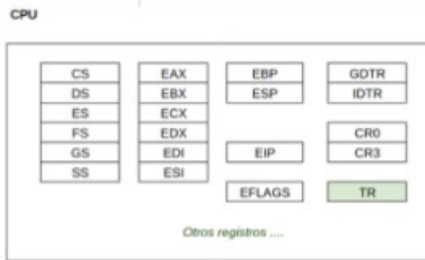 CPU
CS EAX EBP GDTR
DS EBX ESP IDTR
ES ECX
FS EDX CR0
GS EDI EIP CR3
SS ESI
EFLAGS TR
Otros registros ....